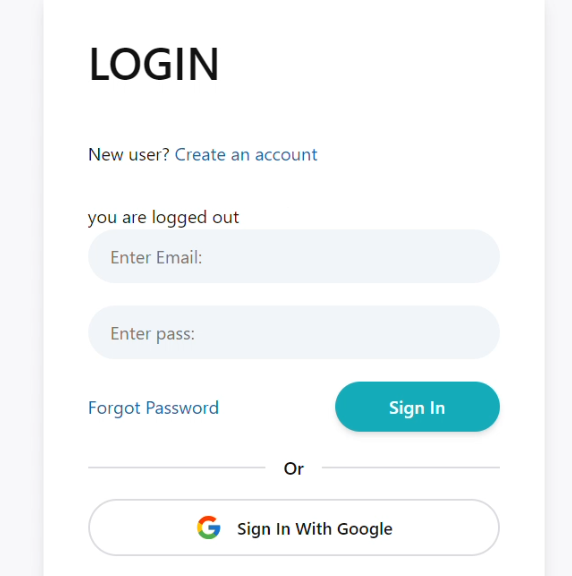 LOGIN
New user? Create an account
you are logged out
Enter Email:
Enter pass:
Forgot Password
Sign In
Or
Sign In With Google